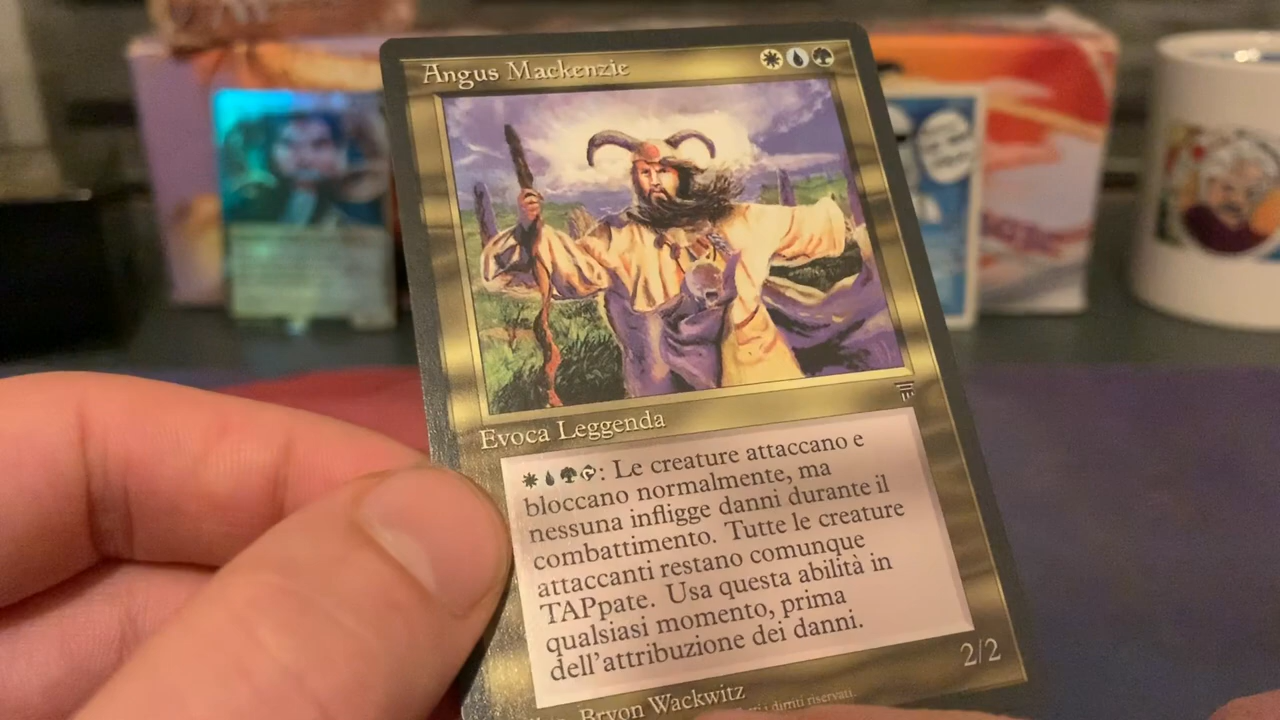 Angus Mackenzie
Evoca Leggenda
: Le creature attaccano e
bloccano normalmente, ma
nessuna infligge danni durante il
combattimento. Tutte le creature
attaccanti restano comunque
TAPpate. Usa questa abilità in
qualsiasi momento, prima
dell'attribuzione dei danni.
2/2
Bryon Wackwitz
i diritti riservati.